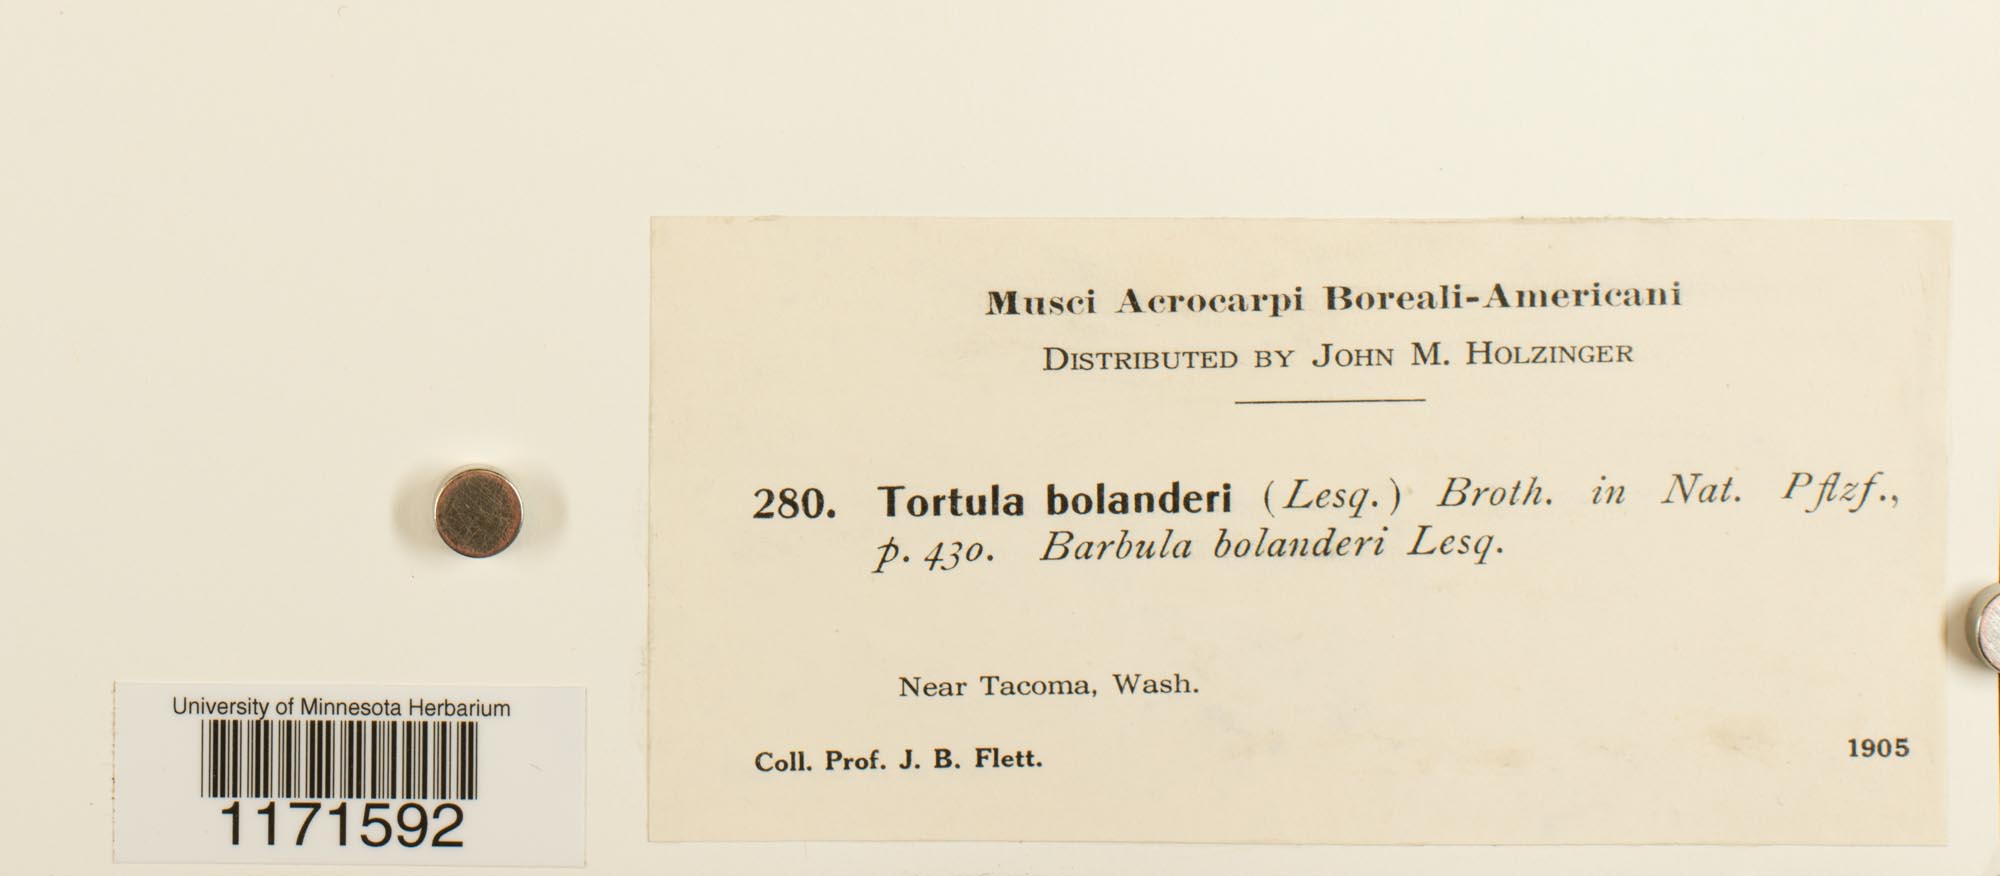 Musci Acrocarpi Boreali-Americani
Distributed by John M. Holzinger
280. Tortula bolanderi (Lesq.) Broth. in Nat. Pflzf.,
p. 430. Barbula bolanderi Lesq.
Near Tacoma, Wash.
Coll. Prof. J. B. Flett. 1905
University of Minnesota Herbarium
1171592